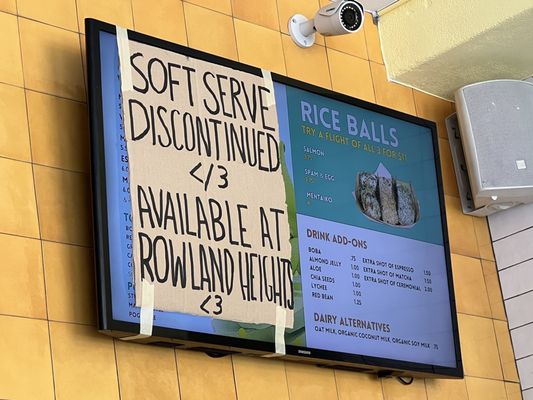 SOFT SERVE
DISCONTINUED
</3
AVAILABLE AT
ROWLAND HEIGHTS
<3
RICE BALLS
TRY A FLIGHT OF ALL 3 FOR $11
SALMON
SPAM & EGG
MENTAIKO
DRINK ADD-ONS
BOBA .75
ALMOND JELLY 1.00
ALOE 1.00
CHIA SEEDS 1.00
LYCHEE 1.00
RED BEAN 1.25
EXTRA SHOT OF ESPRESSO 1.50
EXTRA SHOT OF MATCHA 1.50
EXTRA SHOT OF CEREMONIAL 2.00
DAIRY ALTERNATIVES
OAT MILK, ORGANIC COCONUT MILK, ORGANIC SOY MILK .75